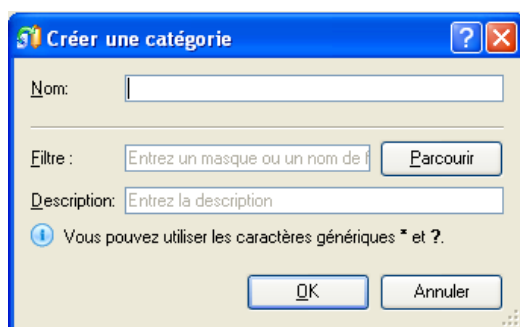 Créer une catégorie
Nom:
Filtre : Entrez un masque ou un nom de f Parcourir
Description: Entrez la description
Vous pouvez utiliser les caractères génériques * et ?.
OK Annuler